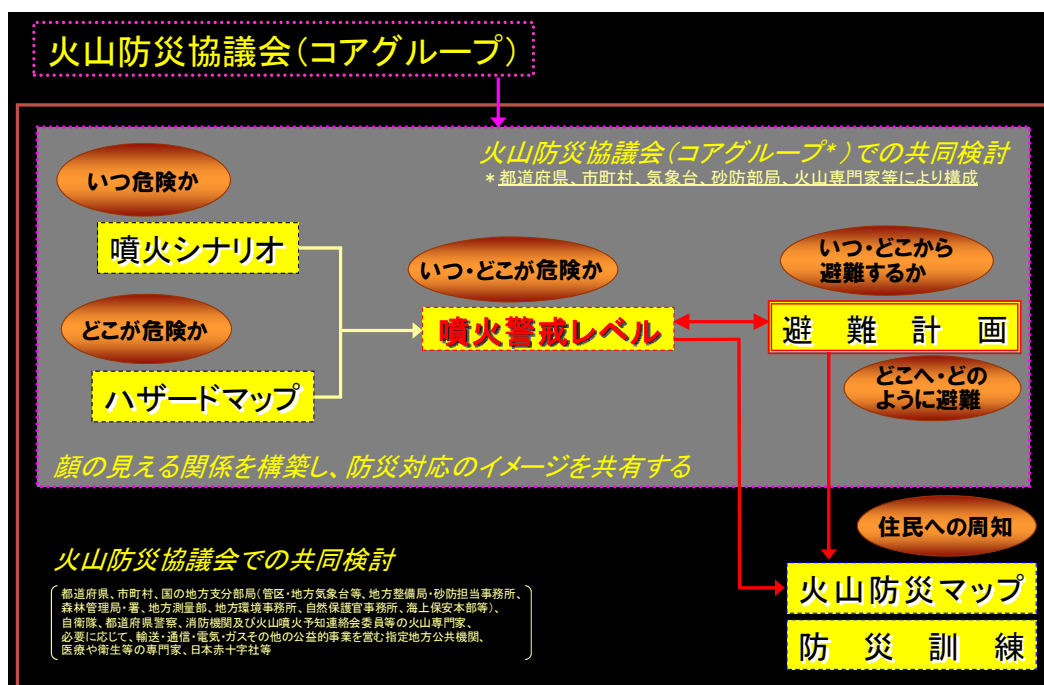 火山防災協議会（コアグループ）
火山防災協議会（コアグループ*）での共同検討
*都道府県、市町村、気象台、砂防部局、火山専門家等により構成
いつ危険か
噴火シナリオ
どこが危険か
ハザードマップ
いつ・どこが危険か
噴火警戒レベル
いつ・どこから
避難するか
避難計画
どこへ・どの
ように避難
顔の見える関係を構築し、防災対応のイメージを共有する
住民への周知
火山防災マップ
防災訓練
火山防災協議会での共同検討
都道府県、市町村、国の地方支分部局（管区・地方気象台等、地方整備局・砂防担当事務所、
森林管理局・署、地方測量部、地方環境事務所、自然保護官事務所、海上保安本部等）、
自衛隊、都道府県警察、消防機関及び火山噴火予知連絡会委員等の火山専門家、
必要に応じて、輸送・通信・電気・ガスその他の公益的事業を営む指定地方公共機関、
医療や衛生等の専門家、日本赤十字社等